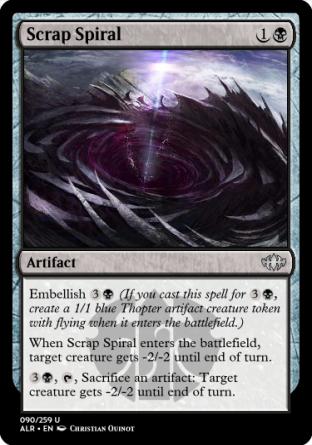 Scrap Spiral 1
Artifact
Embellish 3 (If you cast this spell for 3 ,
create a 1/1 blue Thopter artifact creature token
with flying when it enters the battlefield.)
When Scrap Spiral enters the battlefield,
target creature gets -2/-2 until end of turn.
3 , , Sacrifice an artifact: Target
creature gets -2/-2 until end of turn.
090/259 U
ALR • EN Christian Quinot